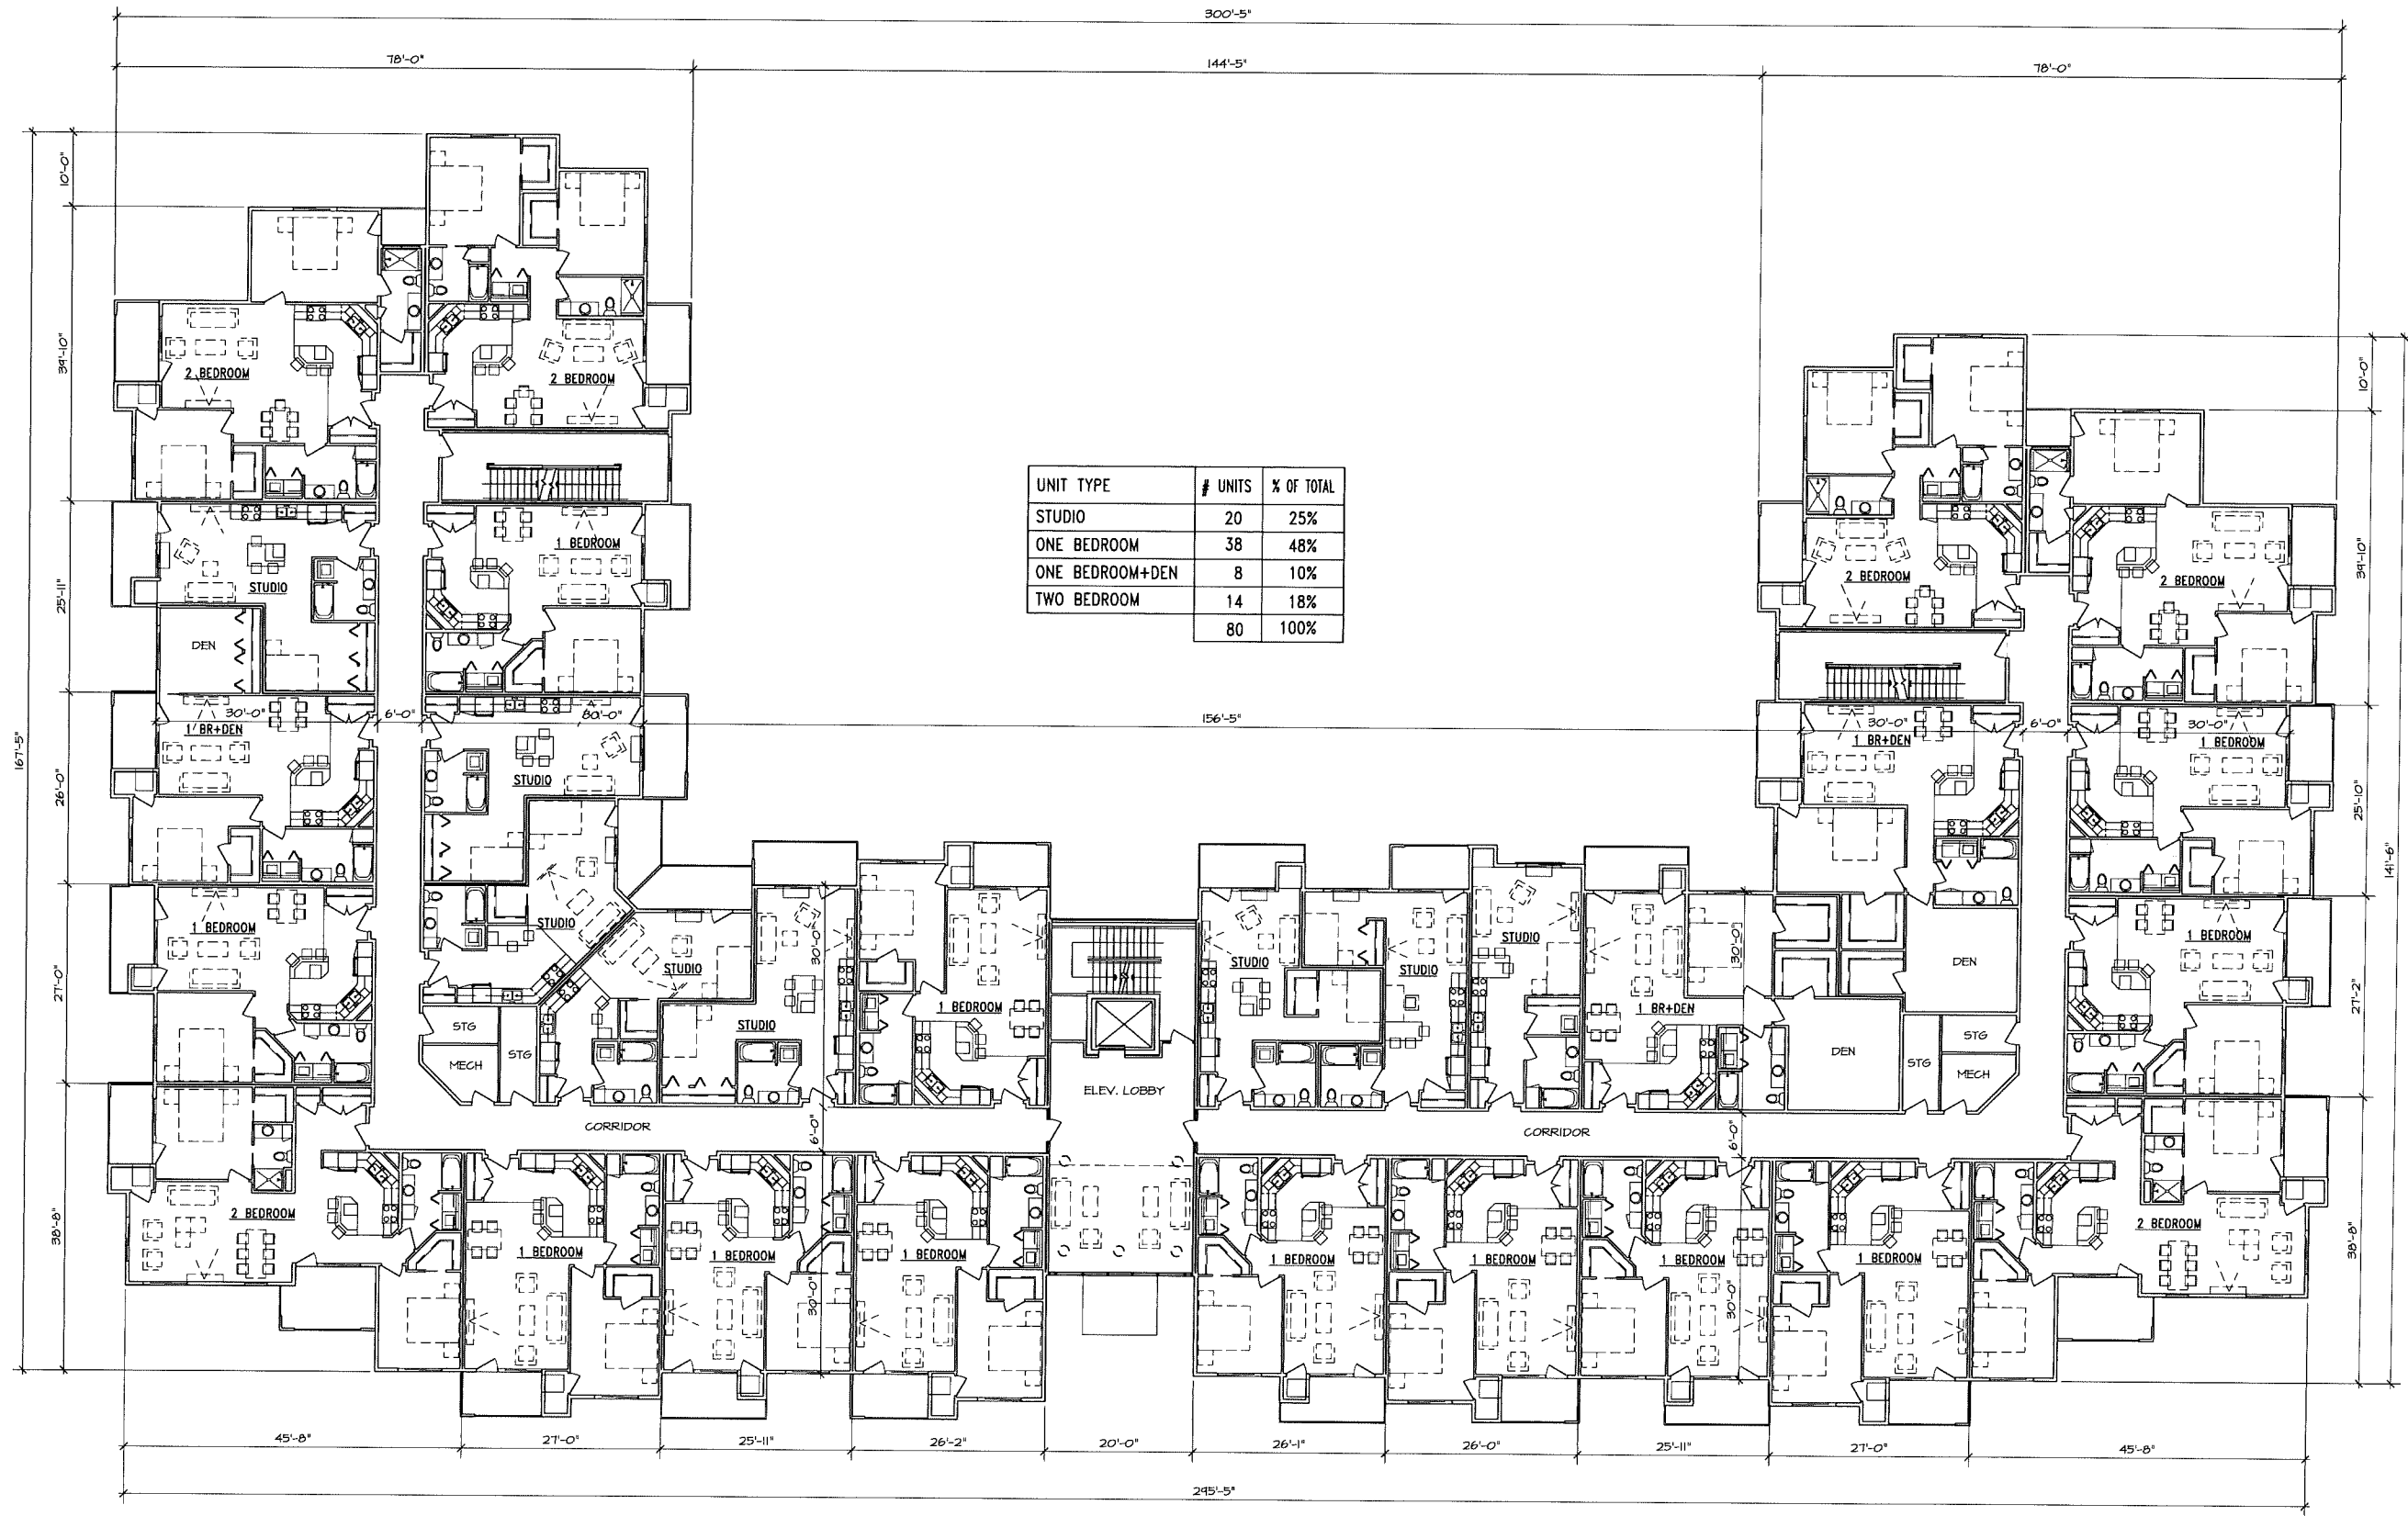 300'-5"
78'-0"
144'-5"
78'-0"
10'-0"
39'-10"
25'-11"
26'-0"
27'-0"
38'-8"
167'-5"
10'-0"
39'-10"
25'-10"
27'-2"
38'-8"
141'-6"
2 BEDROOM
2 BEDROOM
UNIT TYPE # UNITS % OF TOTAL
STUDIO 20 25%
ONE BEDROOM 38 48%
ONE BEDROOM+DEN 8 10%
TWO BEDROOM 14 18%
80 100%
1 BEDROOM
STUDIO
2 BEDROOM
2 BEDROOM
DEN
30'-0"
6'-0"
30'-0"
156'-5"
30'-0"
6'-0"
30'-0"
1 BR+DEN
1 BR+DEN
1 BEDROOM
STUDIO
1 BEDROOM
STUDIO
STUDIO
30'-0"
STUDIO
STUDIO
STUDIO
30'-0"
DEN
1 BEDROOM
1 BEDROOM
1 BR+DEN
STUDIO
STG
MECH
STG
DEN
STG
STG
MECH
ELEV. LOBBY
CORRIDOR
6'-0"
CORRIDOR
6'-0"
2 BEDROOM
1 BEDROOM
1 BEDROOM
1 BEDROOM
1 BEDROOM
1 BEDROOM
1 BEDROOM
1 BEDROOM
2 BEDROOM
30'-0"
30'-0"
45'-8"
27'-0"
25'-11"
26'-2"
20'-0"
26'-1"
26'-0"
25'-11"
27'-0"
45'-8"
295'-5"